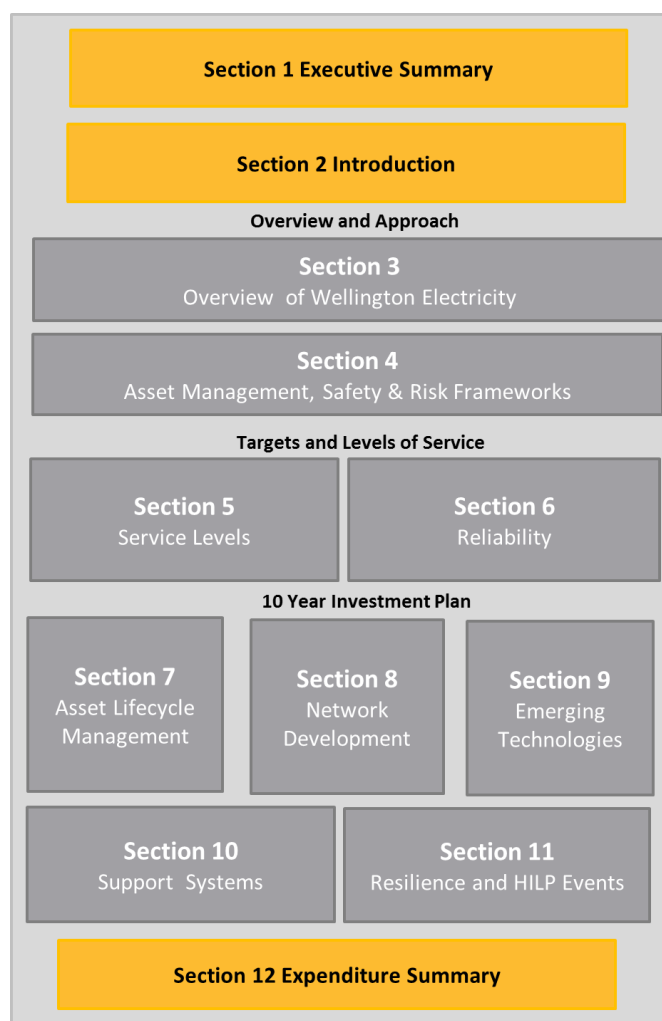 Section 1 Executive Summary
Section 2 Introduction
Overview and Approach
Section 3
Overview of Wellington Electricity
Section 4
Asset Management, Safety & Risk Frameworks
Targets and Levels of Service
Section 5
Service Levels
Section 6
Reliability
10 Year Investment Plan
Section 7
Asset Lifecycle
Management
Section 8
Network
Development
Section 9
Emerging
Technologies
Section 10
Support Systems
Section 11
Resilience and HILP Events
Section 12 Expenditure Summary